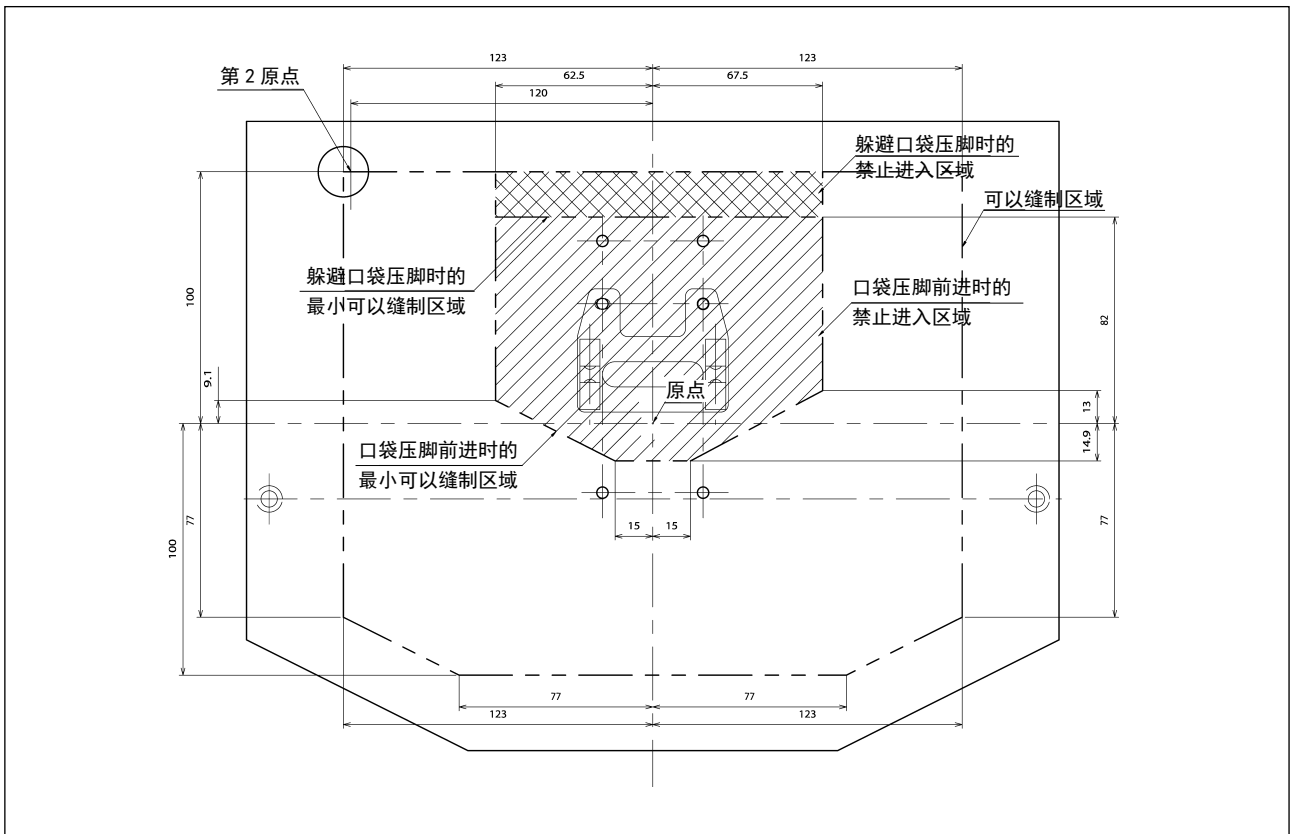 123
123
62.5
67.5
第 2 原点
120
躲避口袋压脚时的
禁止进入区域
可以缝制区域
躲避口袋压脚时的
最小可以缝制区域
口袋压脚前进时的
禁止进入区域
100
82
9.1
原点
13
14.9
口袋压脚前进时的
最小可以缝制区域
77
100
15
15
77
77
77
123
123